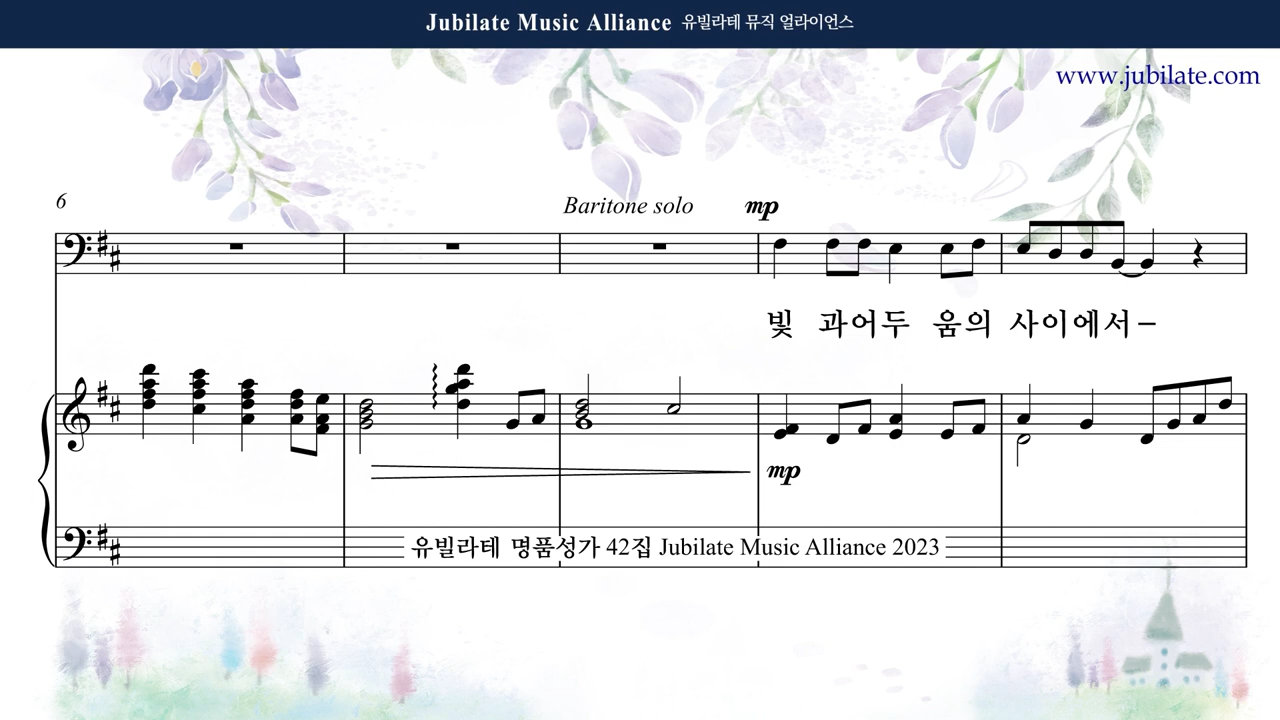 Jubilate Music Alliance 유빌라테 뮤직 얼라이언스
www.jubilate.com
6
Baritone solo mp
빛 과어두 움의 사이에서–
mp
유빌라테 명품성가 42집 Jubilate Music Alliance 2023